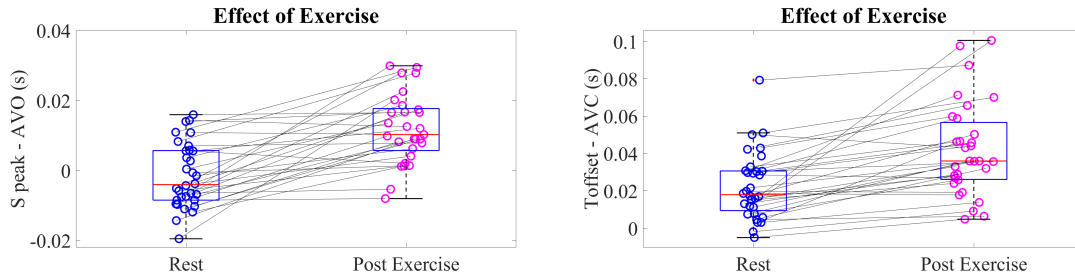 Effect of Exercise
S peak - AVO (s)
0.04
0.02
0
-0.02
Rest
Post Exercise
Effect of Exercise
Toffset - AVC (s)
0.1
0.08
0.06
0.04
0.02
0
Rest
Post Exercise